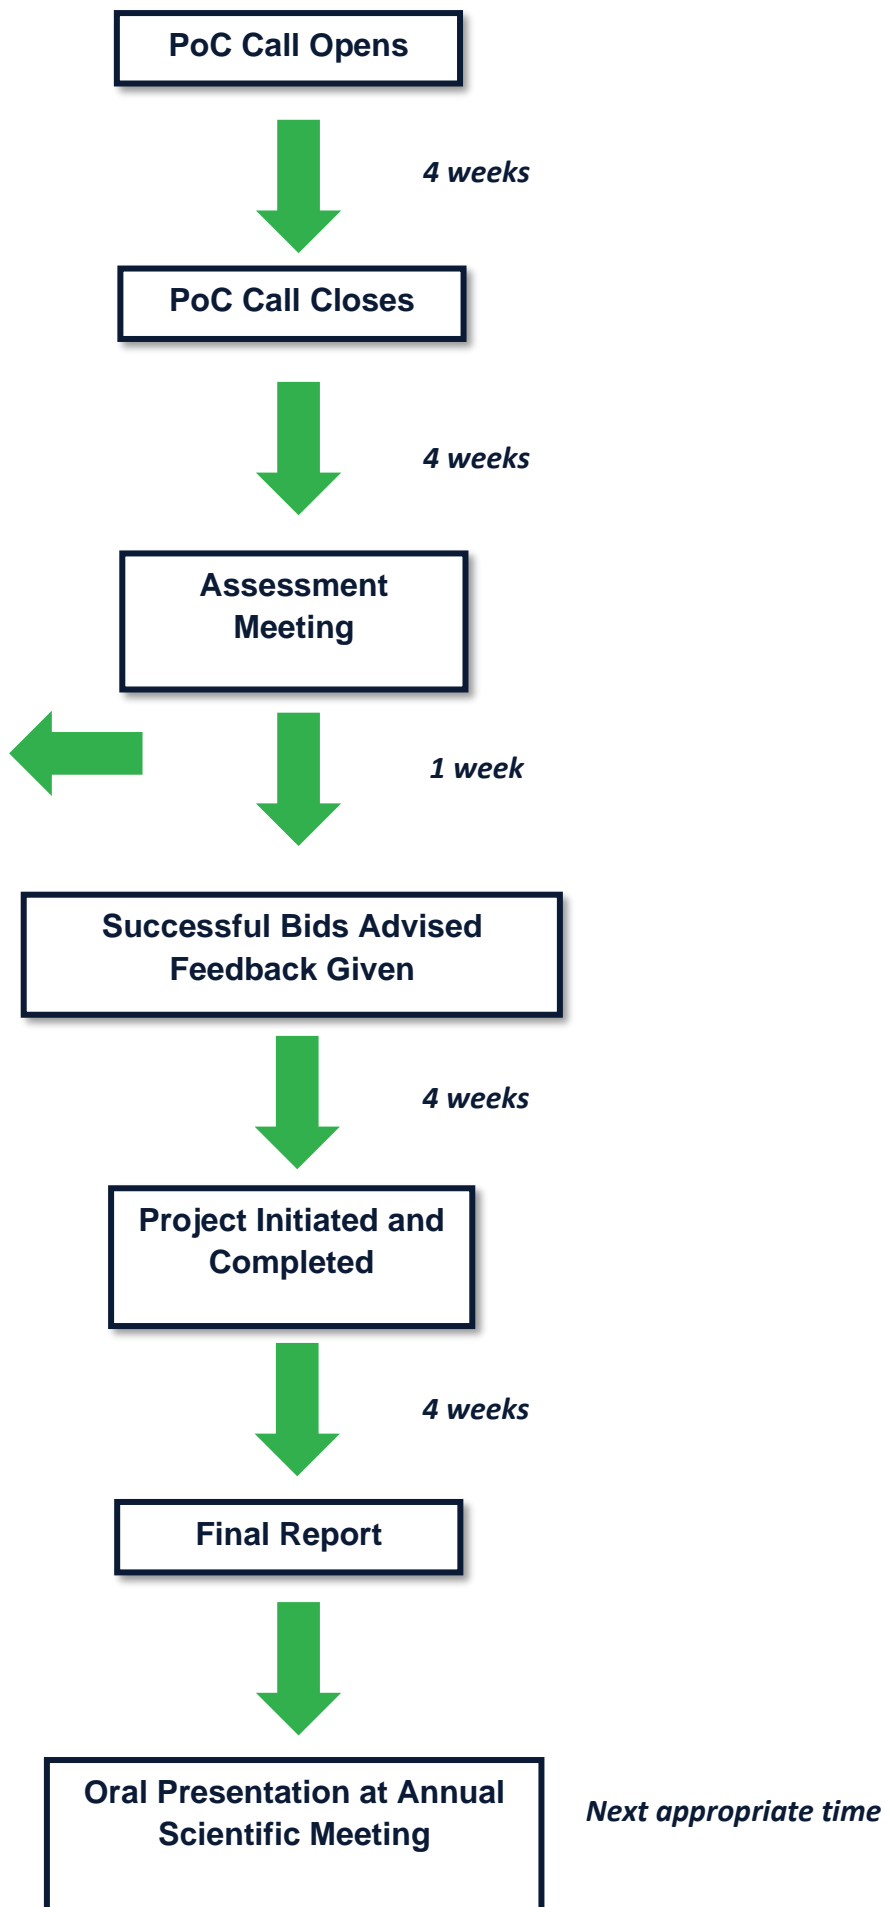 PoC Call Opens
4 weeks
PoC Call Closes
4 weeks
Assessment
Meeting
1 week
Successful Bids Advised
Feedback Given
4 weeks
Project Initiated and
Completed
4 weeks
Final Report
Oral Presentation at Annual
Scientific Meeting
Next appropriate time